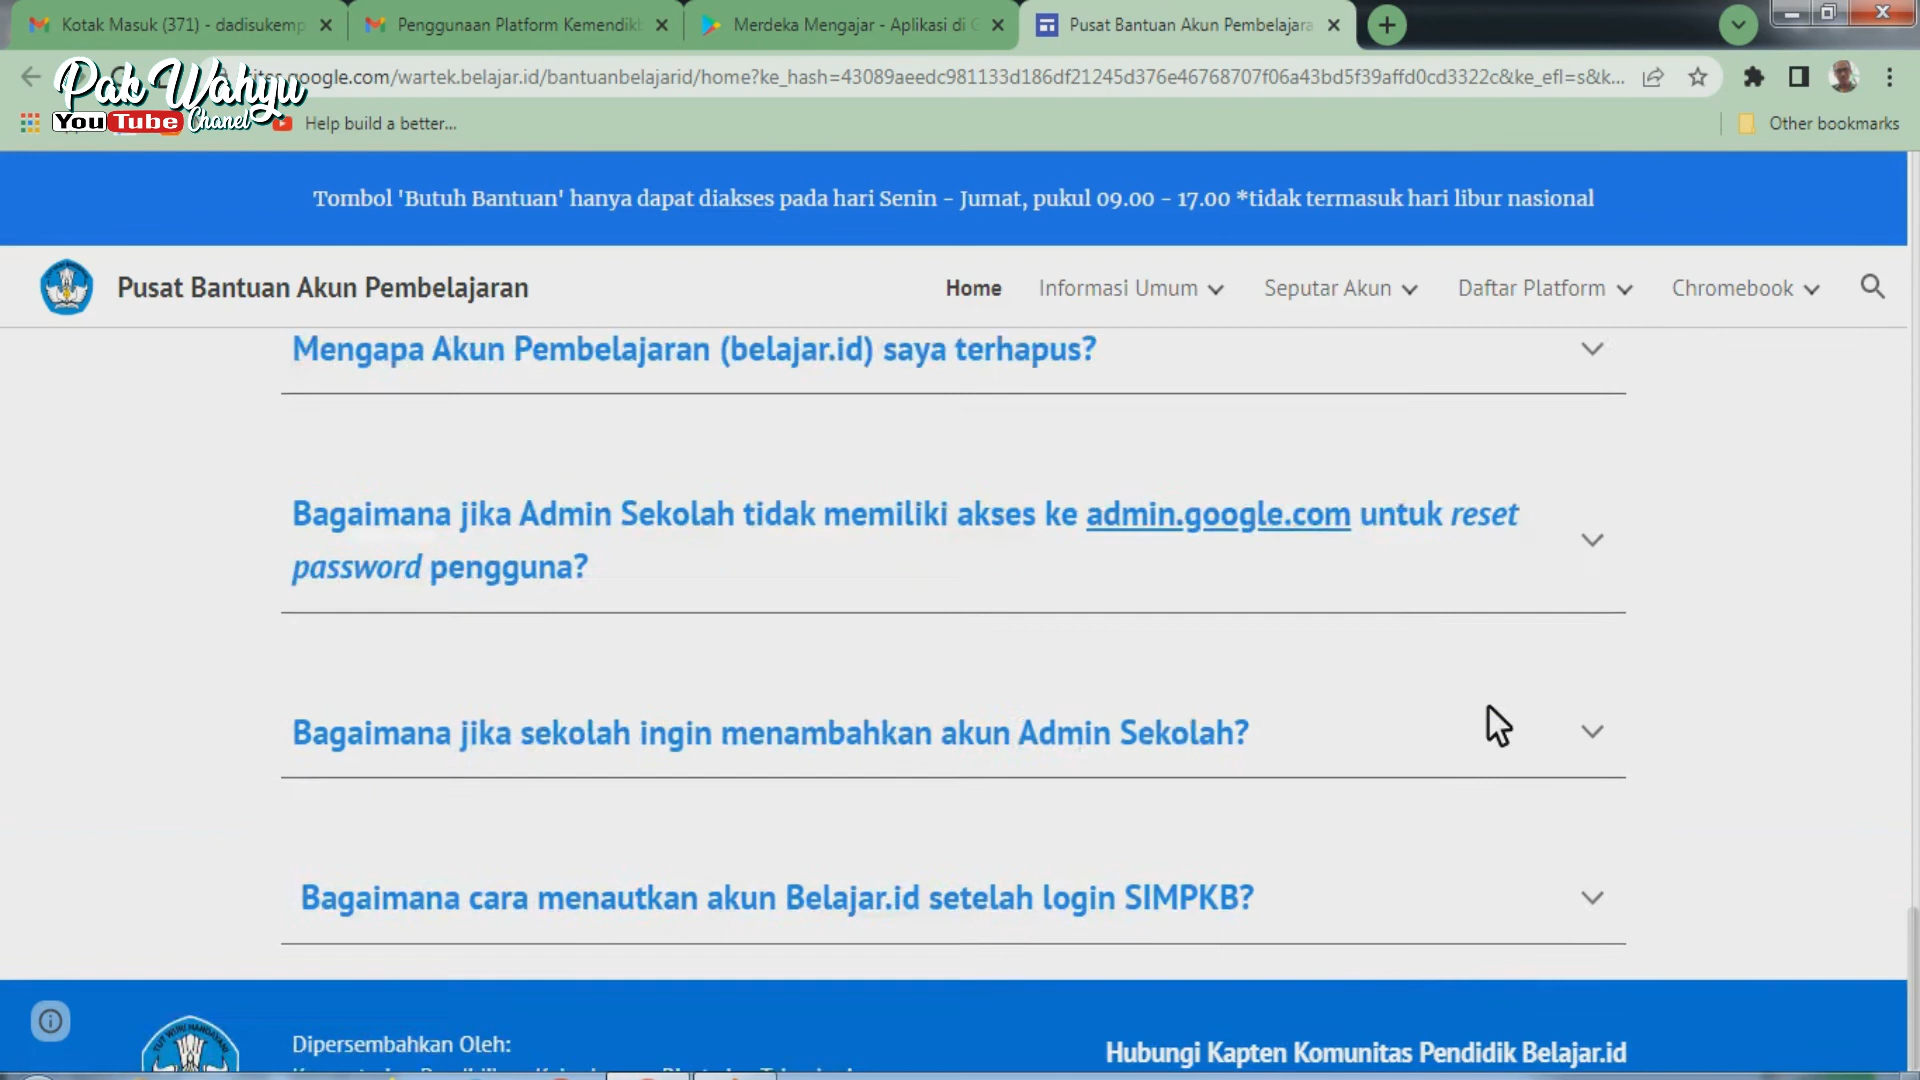 Kotak Masuk (371) - dadisukemp
Penggunaan Platform Kemendikb
Merdeka Mengajar - Aplikasi di G
Pusat Bantuan Akun Pembelajara
google.com/wartek.belajar.id/bantuanbelajarid/home?ke_hash=43089aeedc981133d186df21245d376e46768707f06a43bd5f39affd0cd3322c&ke_efl=s&k...
Pak Wahyu
YouTube Chanel
Help build a better...
Other bookmarks
Tombol 'Butuh Bantuan' hanya dapat diakses pada hari Senin - Jumat, pukul 09.00 - 17.00 *tidak termasuk hari libur nasional
Pusat Bantuan Akun Pembelajaran
Home
Informasi Umum
Seputar Akun
Daftar Platform
Chromebook
Mengapa Akun Pembelajaran (belajar.id) saya terhapus?
Bagaimana jika Admin Sekolah tidak memiliki akses ke admin.google.com untuk reset
password pengguna?
Bagaimana jika sekolah ingin menambahkan akun Admin Sekolah?
Bagaimana cara menautkan akun Belajar.id setelah login SIMPKB?
TUT WURI HANDAYANI
Dipersembahkan Oleh:
Hubungi Kapten Komunitas Pendidik Belajar.id